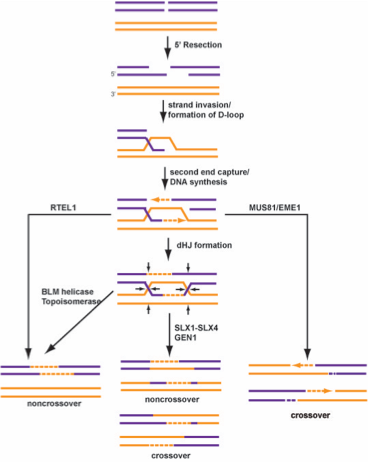 5' Resection
5'
3'
strand invasion/
formation of D-loop
second end capture/
DNA synthesis
RTEL1
MUS81/EME1
dHJ formation
BLM helicase
Topoisomerase
SLX1-SLX4
GEN1
noncrossover
noncrossover
crossover
crossover